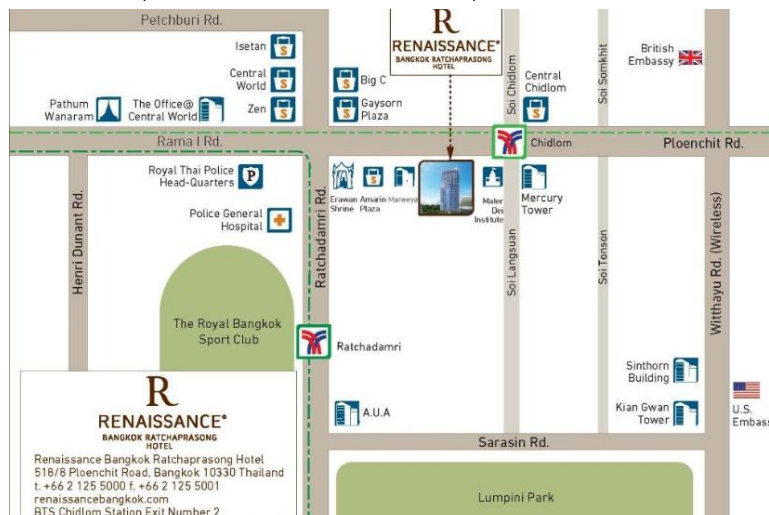 Petchburi Rd.
R
RENAISSANCE®
BANGKOK RATCHAPRASONG
HOTEL
Isetan
Central
World
Zen
Big C
Gaysorn
Plaza
Pathum
Wanaram
The Office@
Central World
Soi Chidlom
Central
Chidlom
Soi Somkhit
British
Embassy
Rama I Rd.
Chidlom
Ploenchit Rd.
Royal Thai Police
Head-Quarters
P
Police General
Hospital
Henri Dunant Rd.
Ratchadamri Rd.
Erawan
Shrine
Amarin
Plaza
Maneeya
Mater
Dei
Institute
Mercury
Tower
Soi Langsuan
Soi Tonson
Witthayu Rd. (Wireless)
The Royal Bangkok
Sport Club
Ratchadamri
A.U.A
Sinthorn
Building
Kian Gwan
Tower
U.S.
Embass
Sarasin Rd.
Lumpini Park
R
RENAISSANCE®
BANGKOK RATCHAPRASONG
HOTEL
Renaissance Bangkok Ratchaprasong Hotel
518/8 Ploenchit Road, Bangkok 10330 Thailand
t. +66 2 125 5000 f. +66 2 125 5001
renaissancebangkok.com
BTS Chidlom Station Exit Number 2